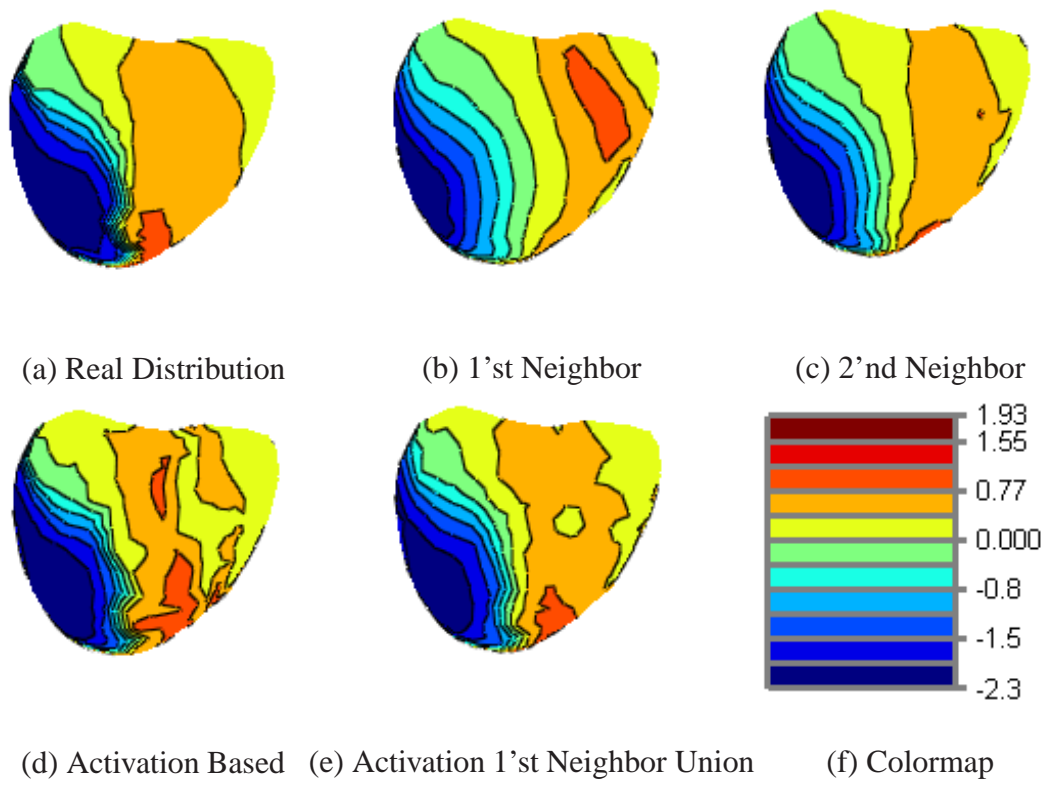 (a) Real Distribution
(b) 1’st Neighbor
(c) 2’nd Neighbor
1.93
1.55
0.77
0.000
-0.8
-1.5
-2.3
(d) Activation Based
(e) Activation 1’st Neighbor Union
(f) Colormap